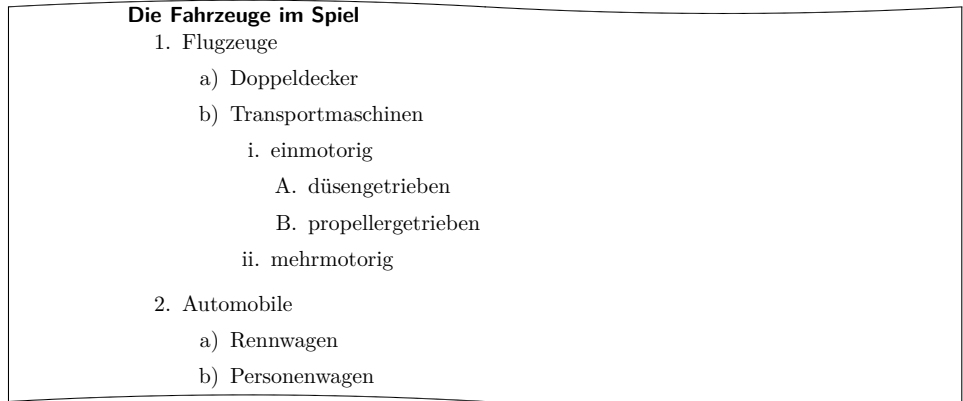 Die Fahrzeuge im Spiel
1. Flugzeuge
a) Doppeldecker
b) Transportmaschinen
i. einmotorig
A. düsengetrieben
B. propellergetrieben
ii. mehrmotorig
2. Automobile
a) Rennwagen
b) Personenwagen